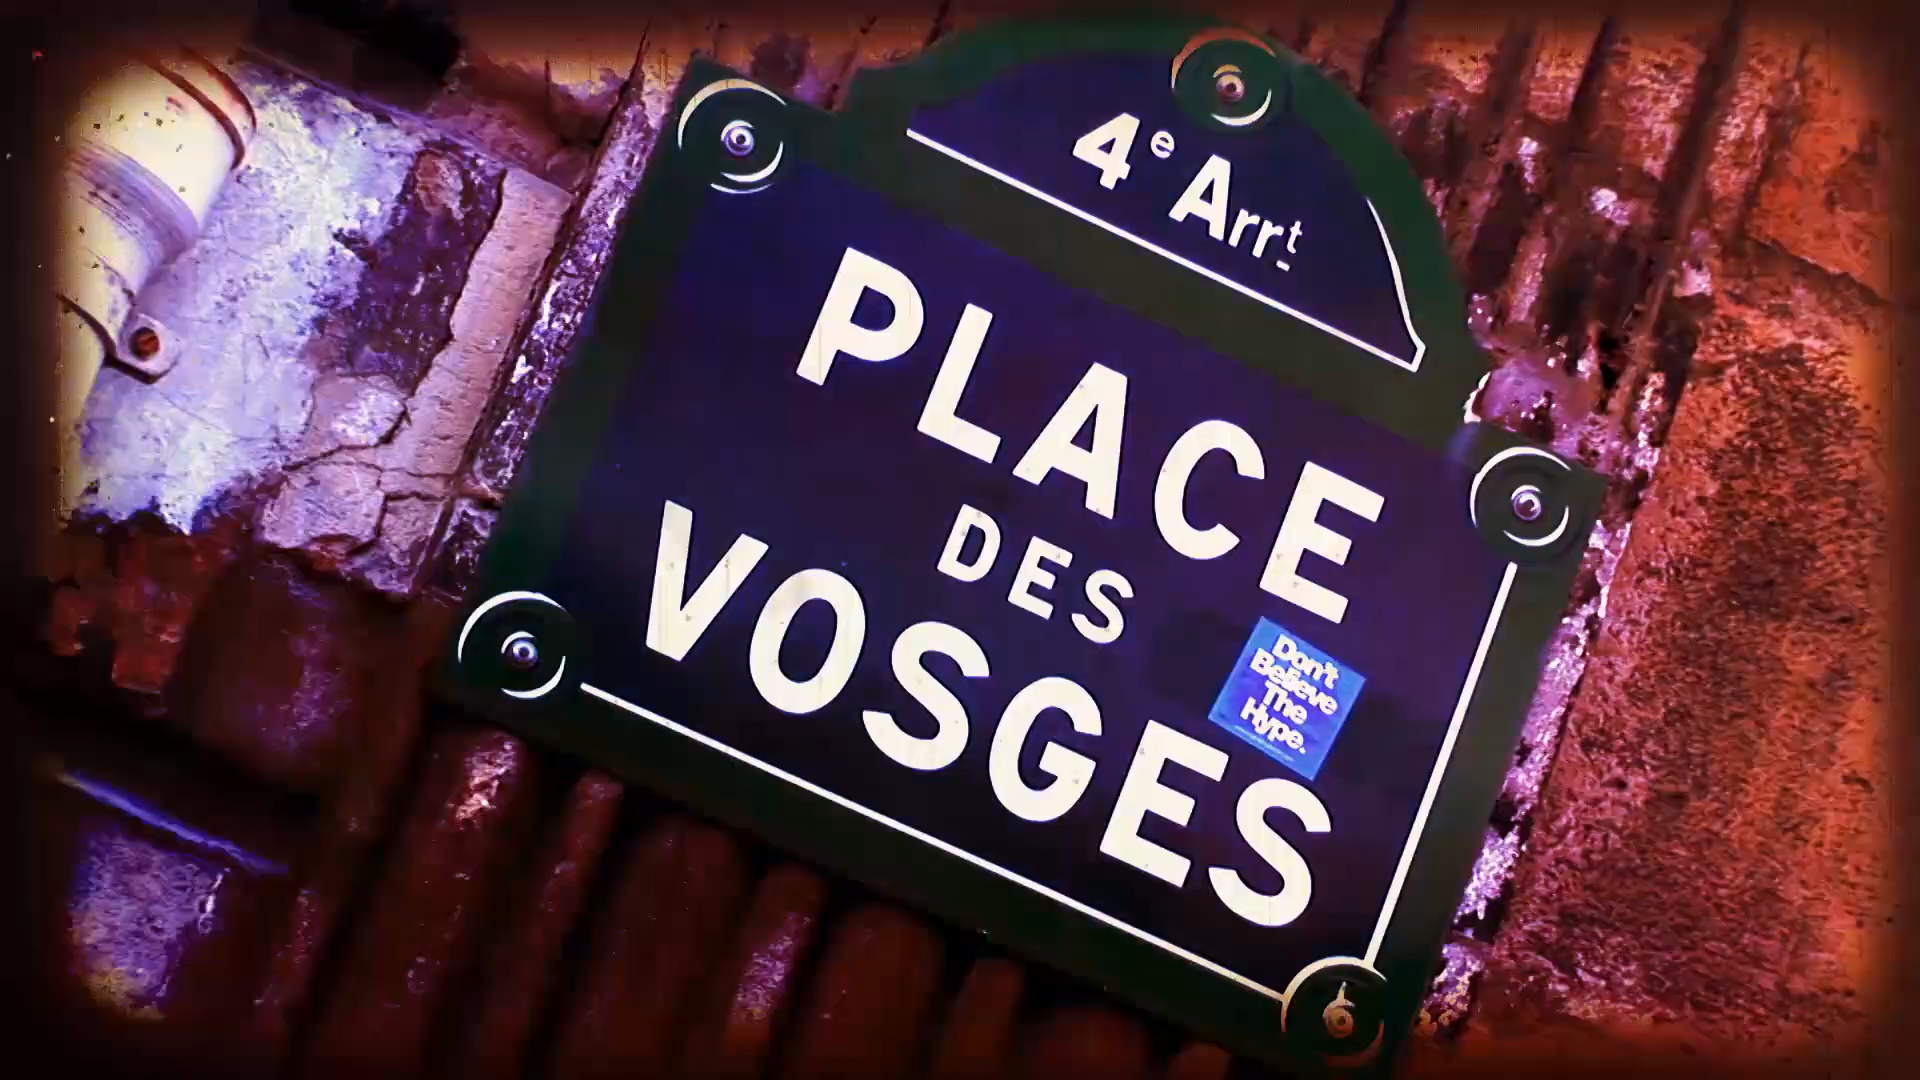 4e Arrt
PLACE
DES
VOSGES
Don't
Believe
The
Hype.